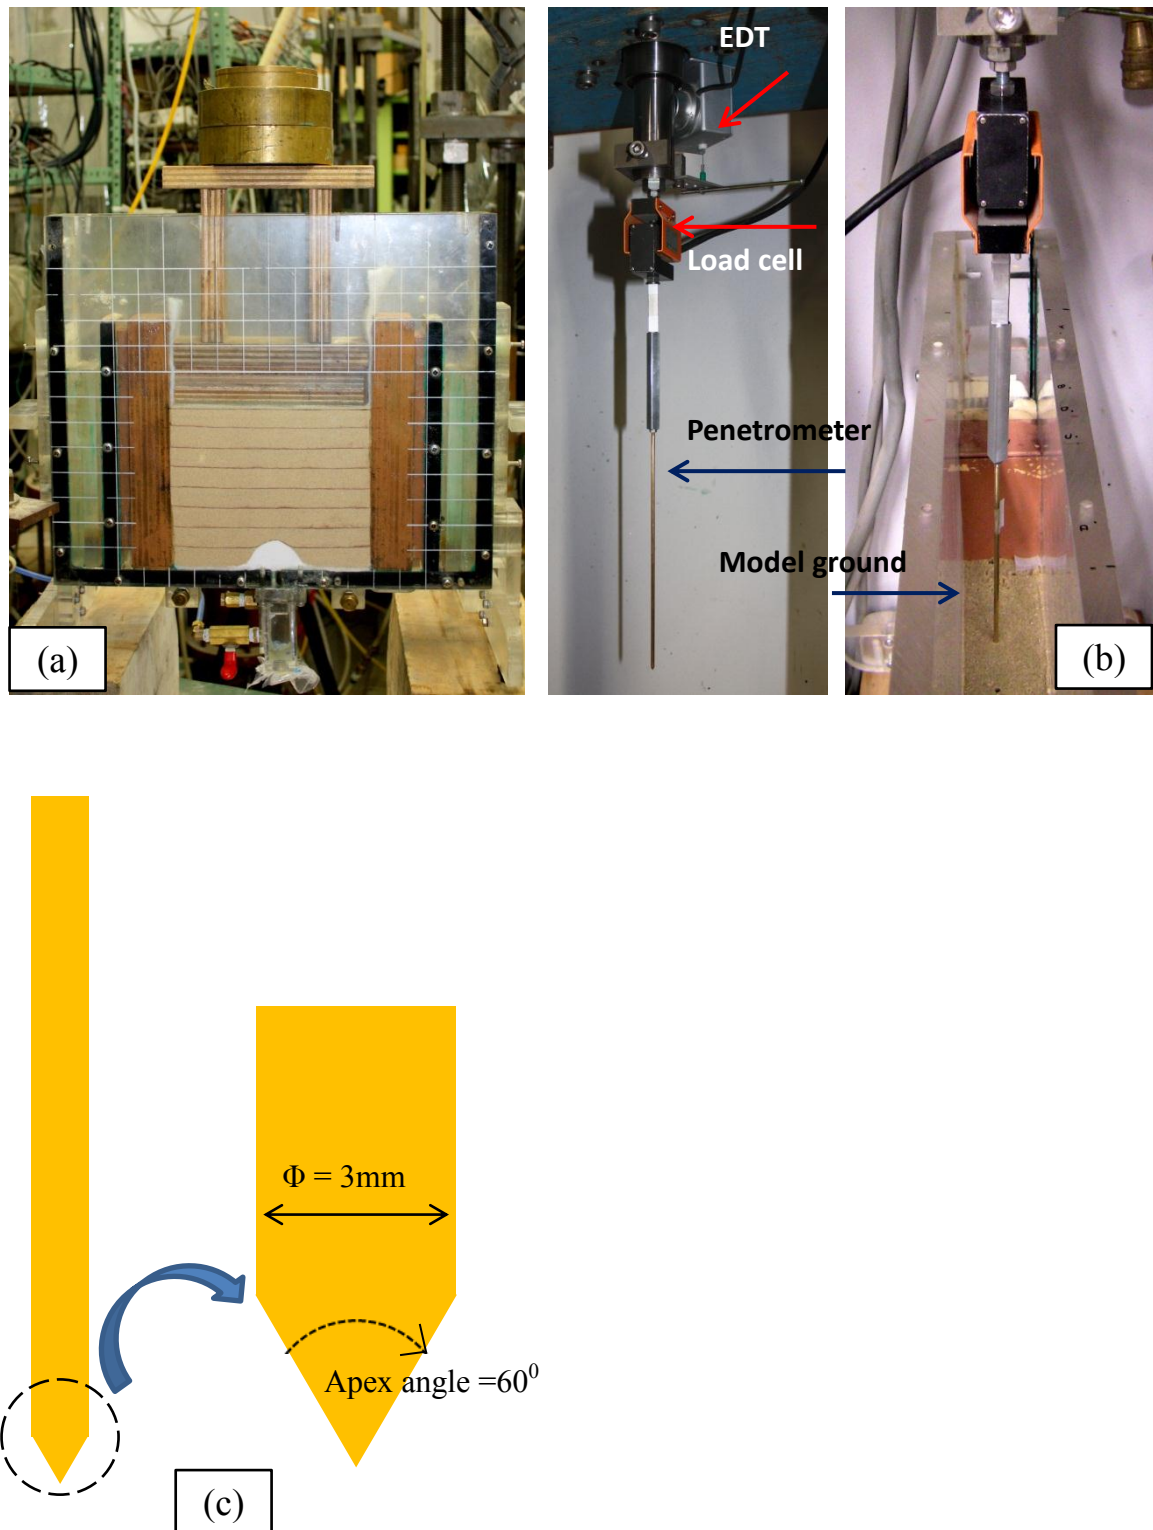 EDT
Load cell
Penetrometer
Model ground
(a)
(b)
Φ = 3mm
Apex angle =60⁰
(c)